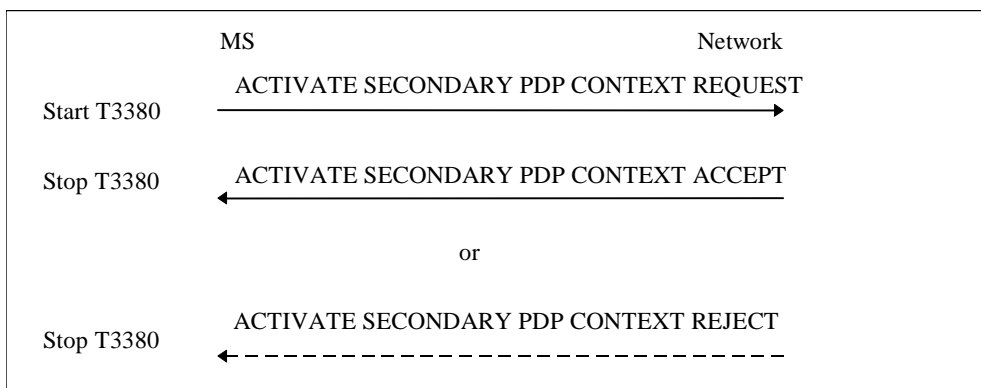 MS Network
ACTIVATE SECONDARY PDP CONTEXT REQUEST
Start T3380
Stop T3380 ACTIVATE SECONDARY PDP CONTEXT ACCEPT
or
ACTIVATE SECONDARY PDP CONTEXT REJECT
Stop T3380